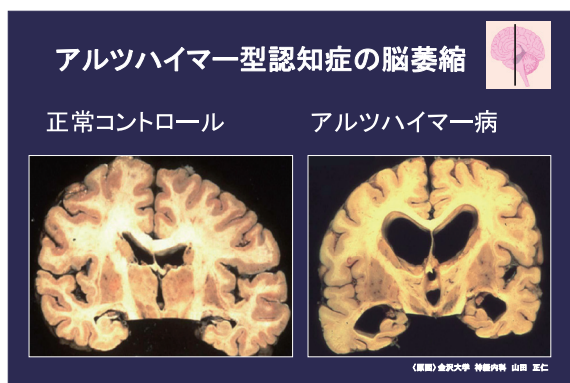 アルツハイマー型認知症の脳萎縮
正常コントロール
アルツハイマー病
〈原図〉金沢大学 神経内科 山田 正仁